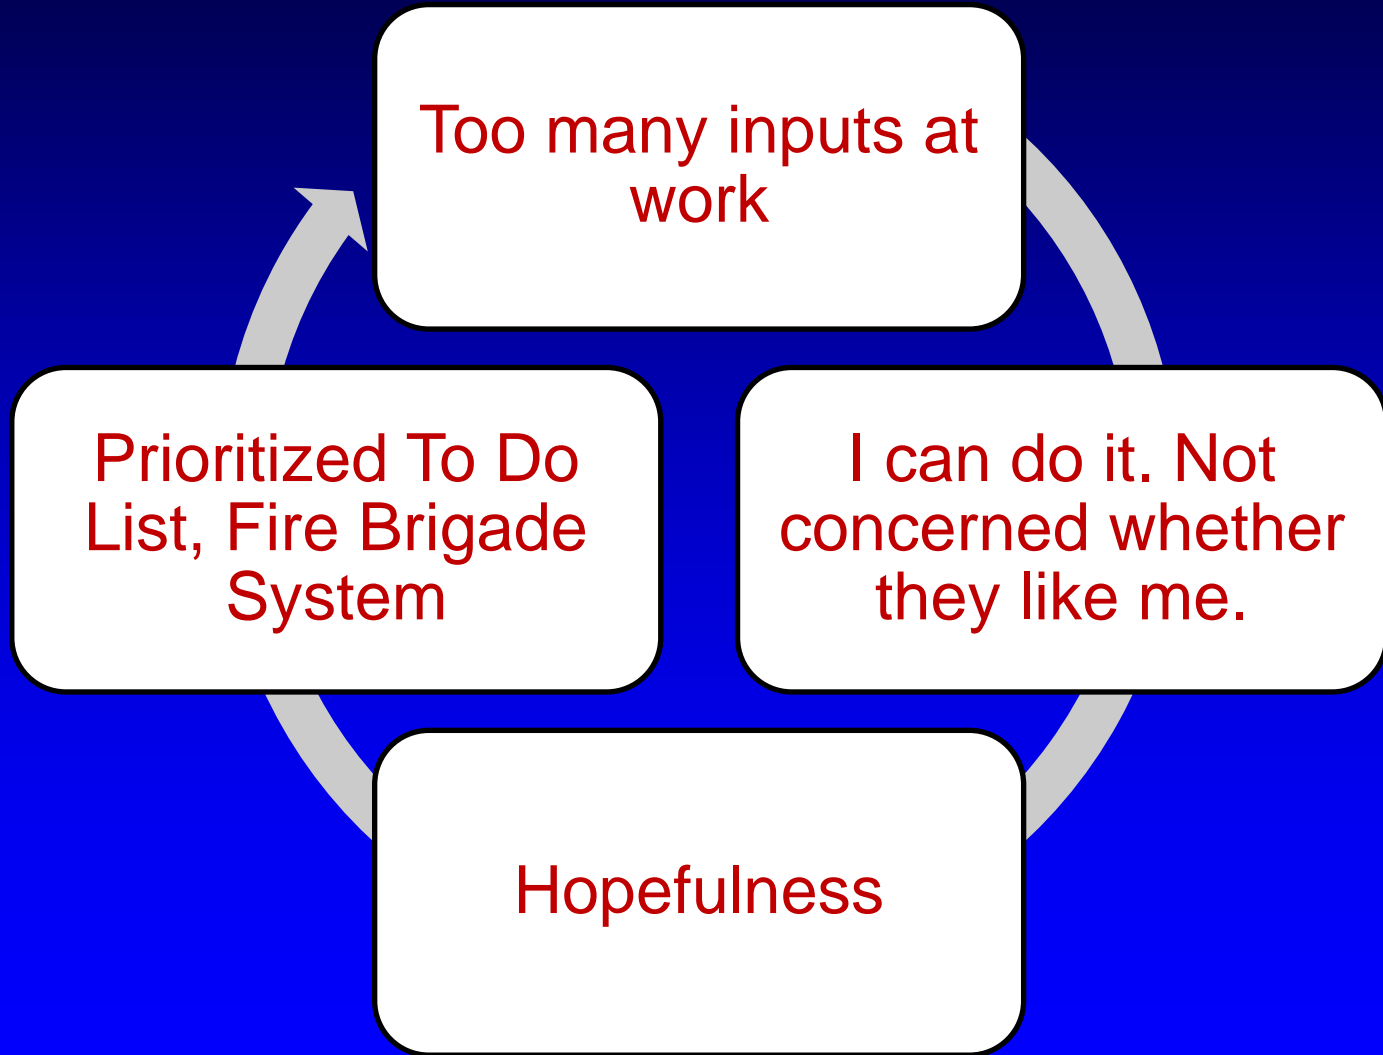 Too many inputs at
work
Prioritized To Do
List, Fire Brigade
System
I can do it. Not
concerned whether
they like me.
Hopefulness